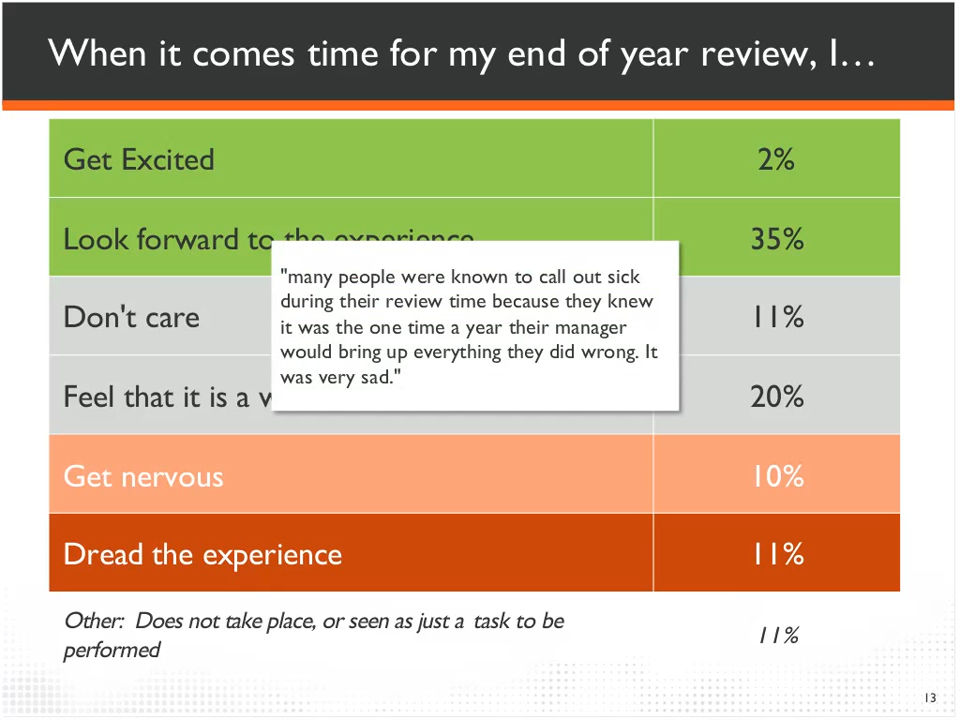 When it comes time for my end of year review, I…
Get Excited 2%
Look forward to the experience 35%
"many people were known to call out sick
during their review time because they knew
it was the one time a year their manager
would bring up everything they did wrong. It
was very sad."
Don't care 11%
Feel that it is a 20%
Get nervous 10%
Dread the experience 11%
Other: Does not take place, or seen as just a task to be
performed 11%
13